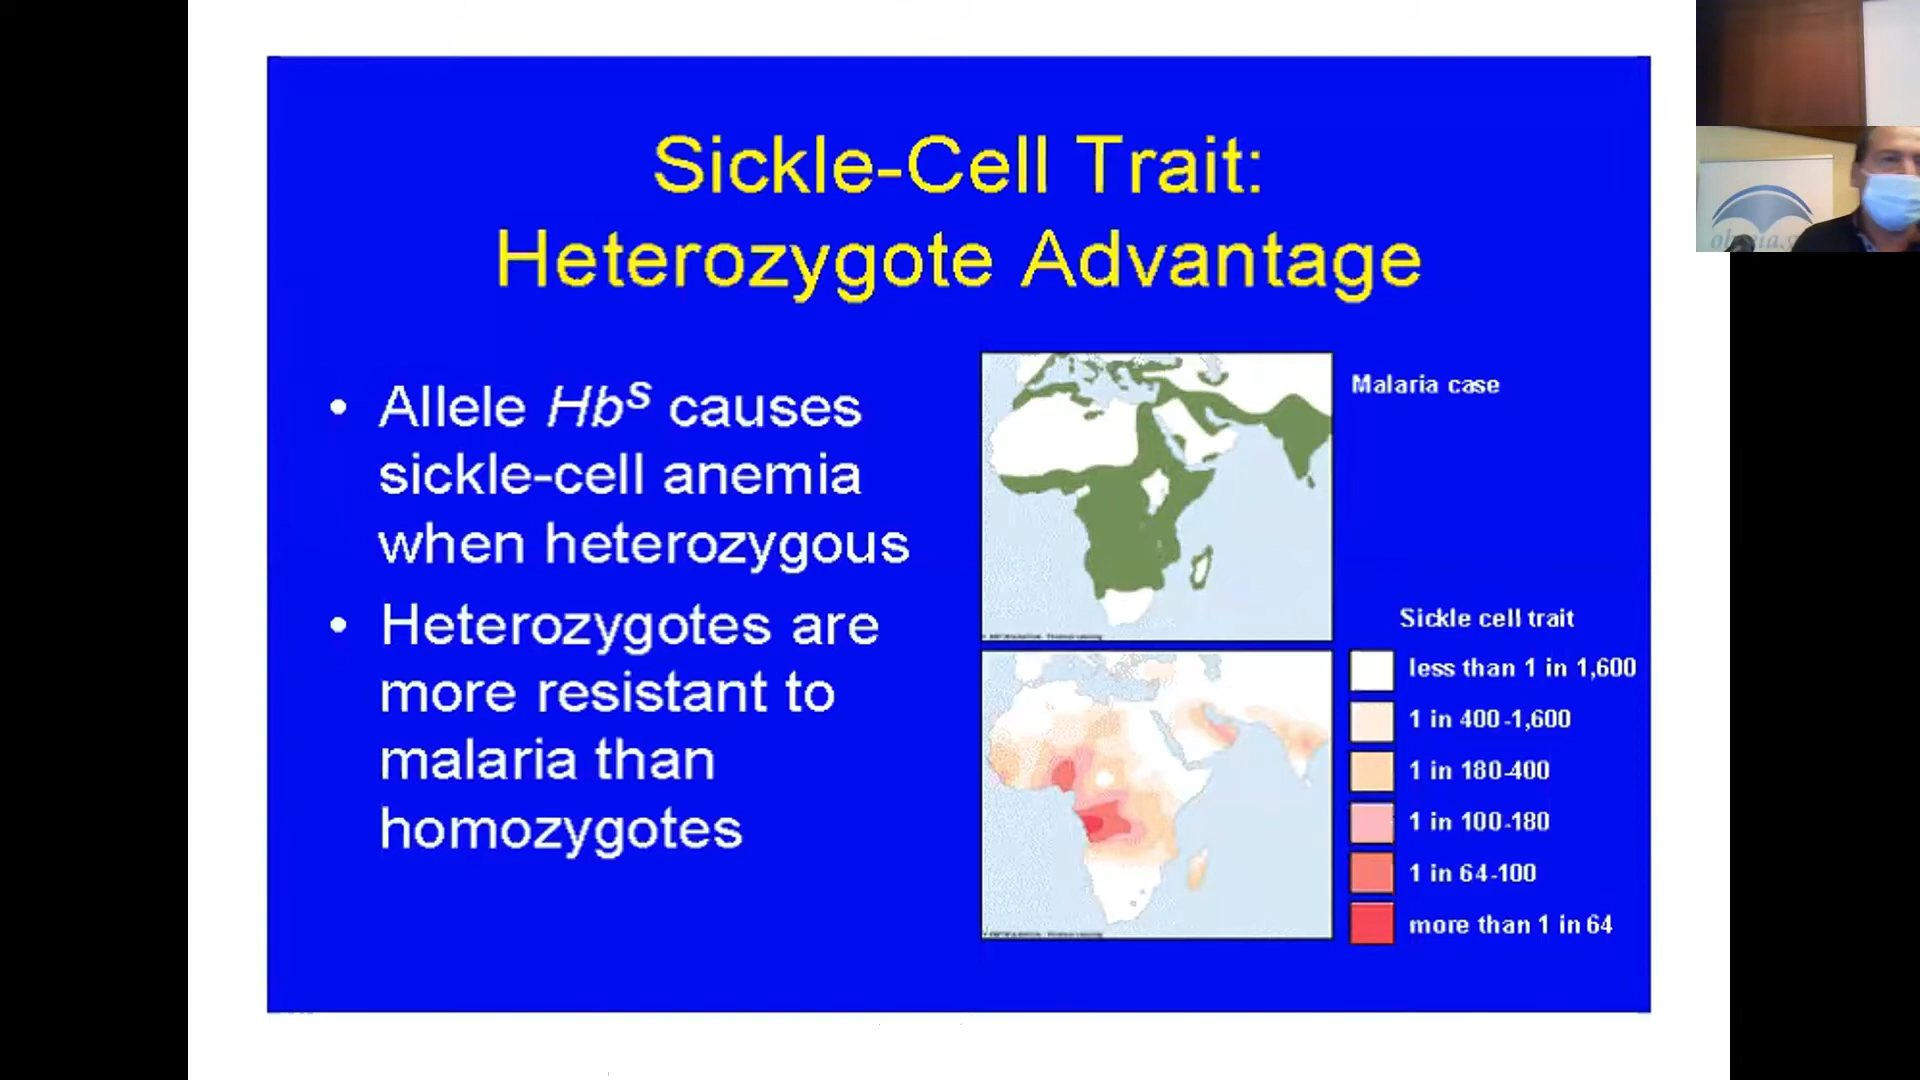 Sickle-Cell Trait:
Heterozygote Advantage
• Allele Hbˢ causes
sickle-cell anemia
when heterozygous
• Heterozygotes are
more resistant to
malaria than
homozygotes
Malaria case
Sickle cell trait
less than 1 in 1,600
1 in 400-1,600
1 in 180-400
1 in 100-180
1 in 64-100
more than 1 in 64